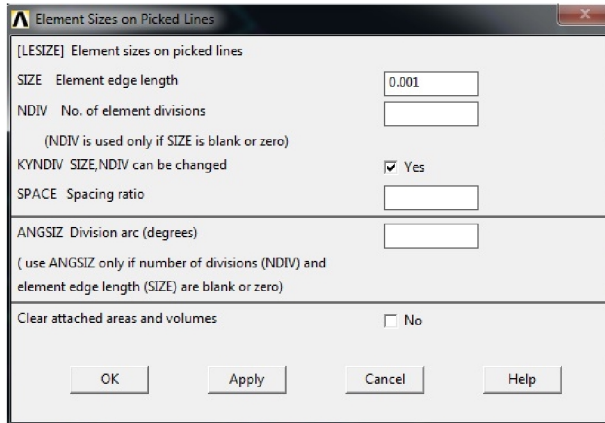 Element Sizes on Picked Lines
[LESIZE] Element sizes on picked lines
SIZE Element edge length 0.001
NDIV No. of element divisions
(NDIV is used only if SIZE is blank or zero)
KYNDIV SIZE,NDIV can be changed Yes
SPACE Spacing ratio
ANGSIZ Division arc (degrees)
( use ANGSIZ only if number of divisions (NDIV) and
element edge length (SIZE) are blank or zero)
Clear attached areas and volumes No
OK Apply Cancel Help